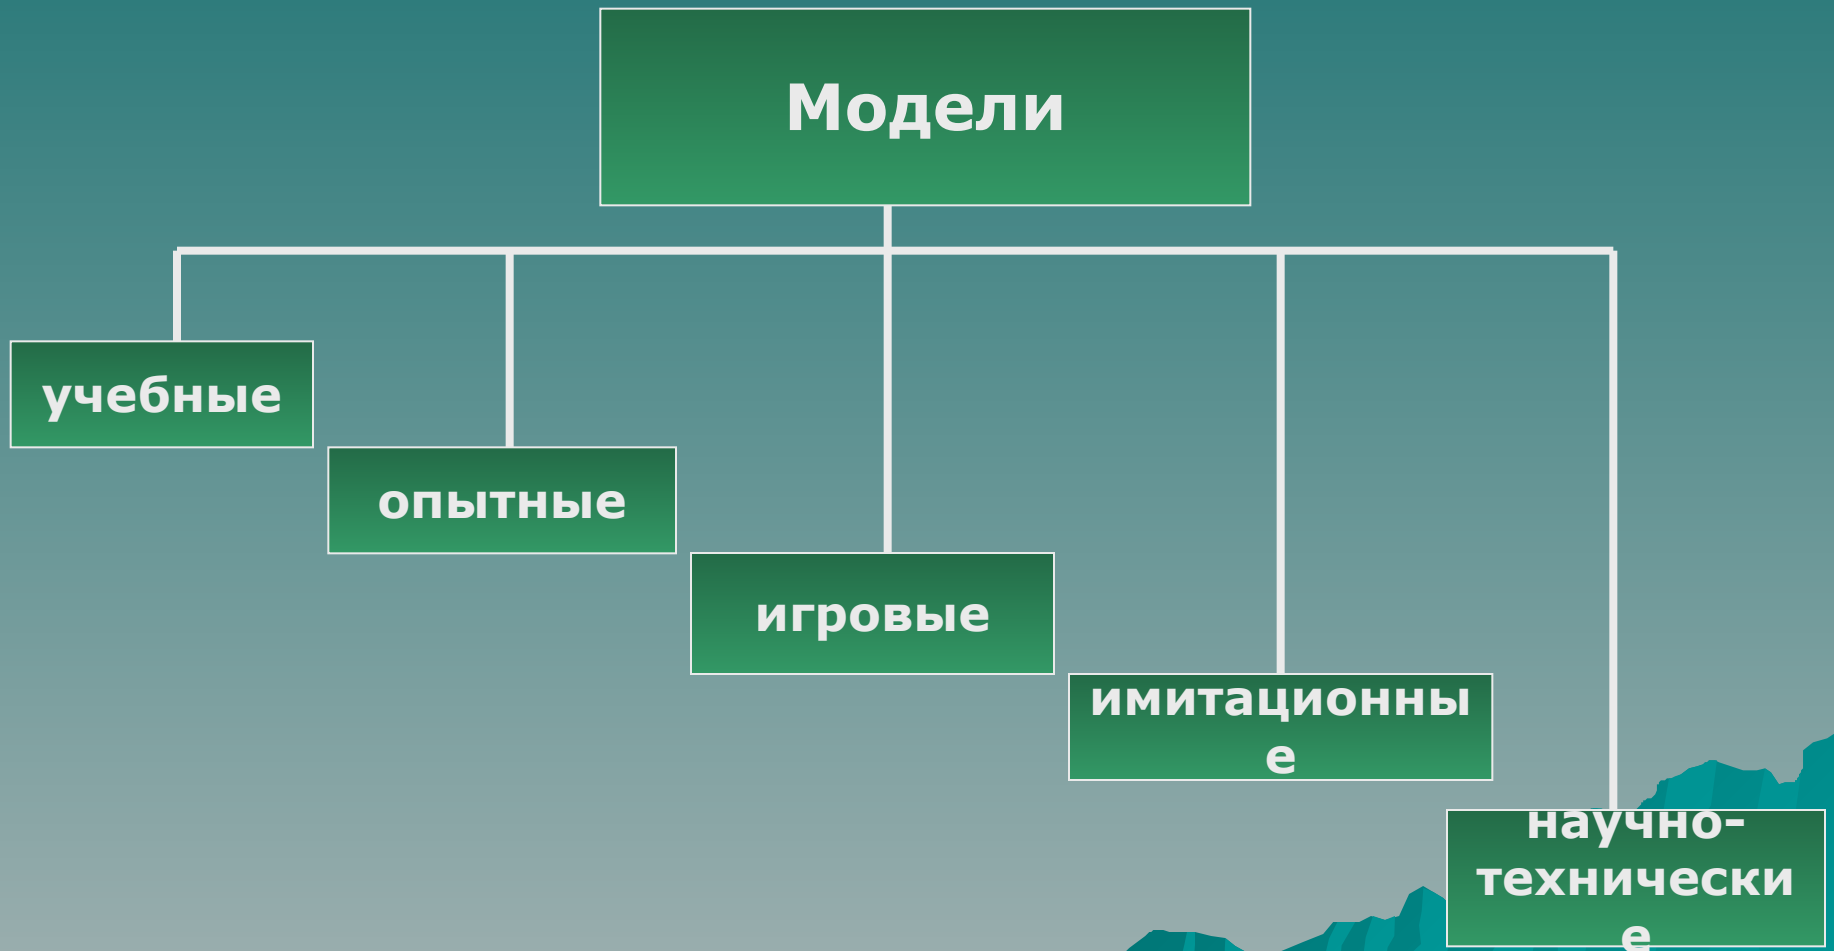 Модели
учебные
опытные
игровые
имитационны
е
научно-
технически
е